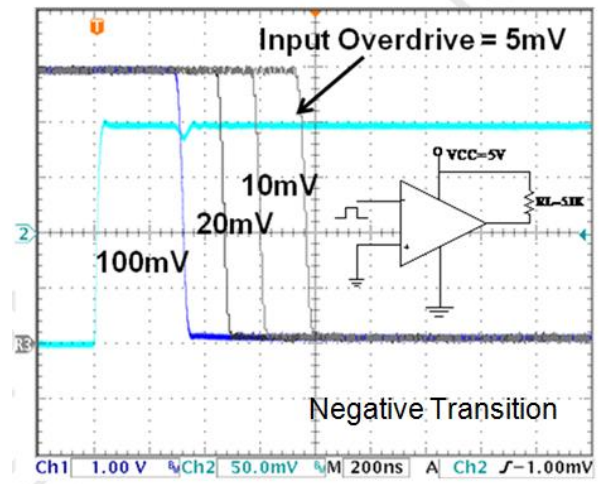 T
Input Overdrive = 5mV
VCC=5V
10mV
RL=5.1K
20mV
2
100mV
R3
Negative Transition
Ch1 1.00 V Ch2 50.0mV M 200ns A Ch2 -1.00mV